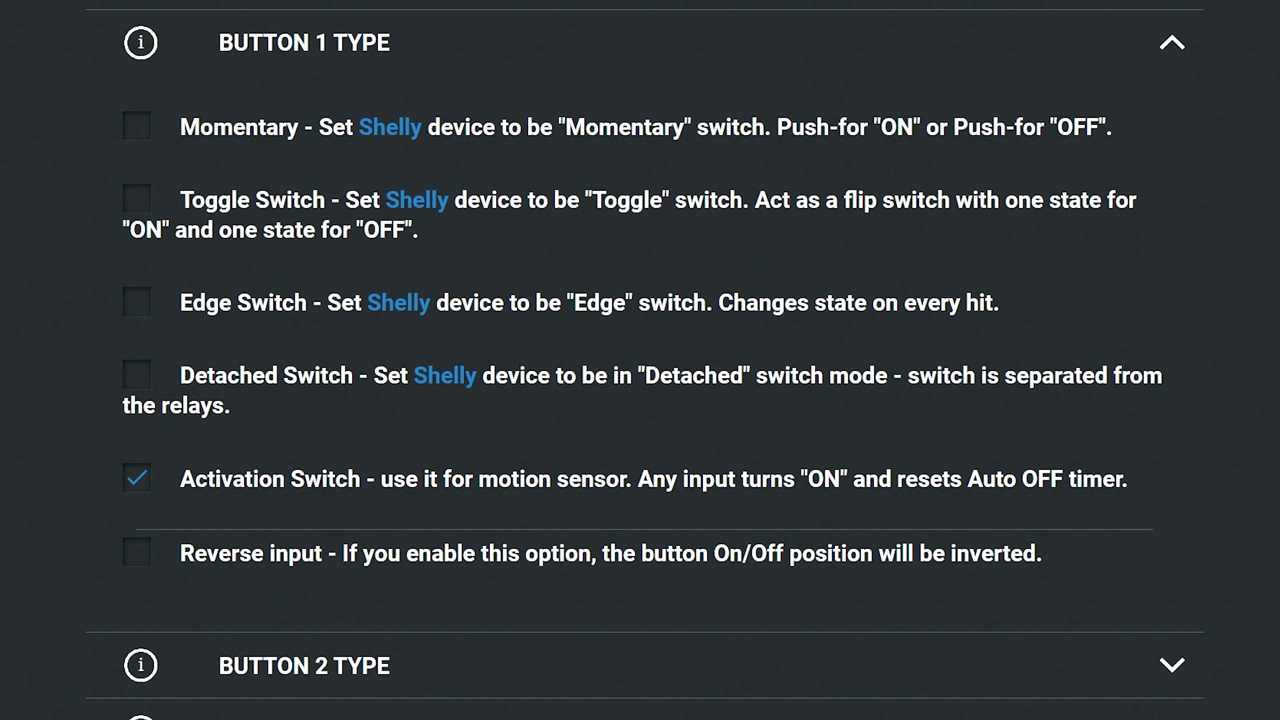 BUTTON 1 TYPE
Momentary - Set Shelly device to be "Momentary" switch. Push-for "ON" or Push-for "OFF".
Toggle Switch - Set Shelly device to be "Toggle" switch. Act as a flip switch with one state for
"ON" and one state for "OFF".
Edge Switch - Set Shelly device to be "Edge" switch. Changes state on every hit.
Detached Switch - Set Shelly device to be in "Detached" switch mode - switch is separated from
the relays.
Activation Switch - use it for motion sensor. Any input turns "ON" and resets Auto OFF timer.
Reverse input - If you enable this option, the button On/Off position will be inverted.
BUTTON 2 TYPE